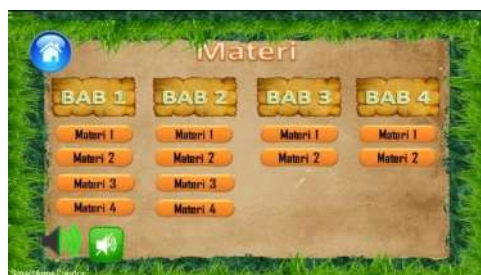 Materi
BAB 1 BAB 2 BAB 3 BAB 4
Materi 1 Materi 1 Materi 1 Materi 1
Materi 2 Materi 2 Materi 2 Materi 2
Materi 3 Materi 3
Materi 4 Materi 4